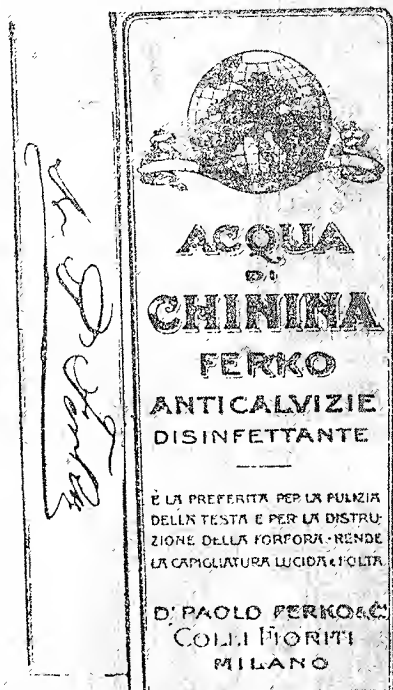 ACQUA
DI
CHININA
FERKO
ANTICALVIZIE
DISINFETTANTE
È LA PREFERITA PER LA PULIZIA
DELLA TESTA E PER LA DISTRU-
ZIONE DELLA FORFORA - RENDE
LA CAPIGLIATURA LUCIDA e FOLTA
Dr PAOLO FERKO & C.
COLLI FIORITI
MILANO